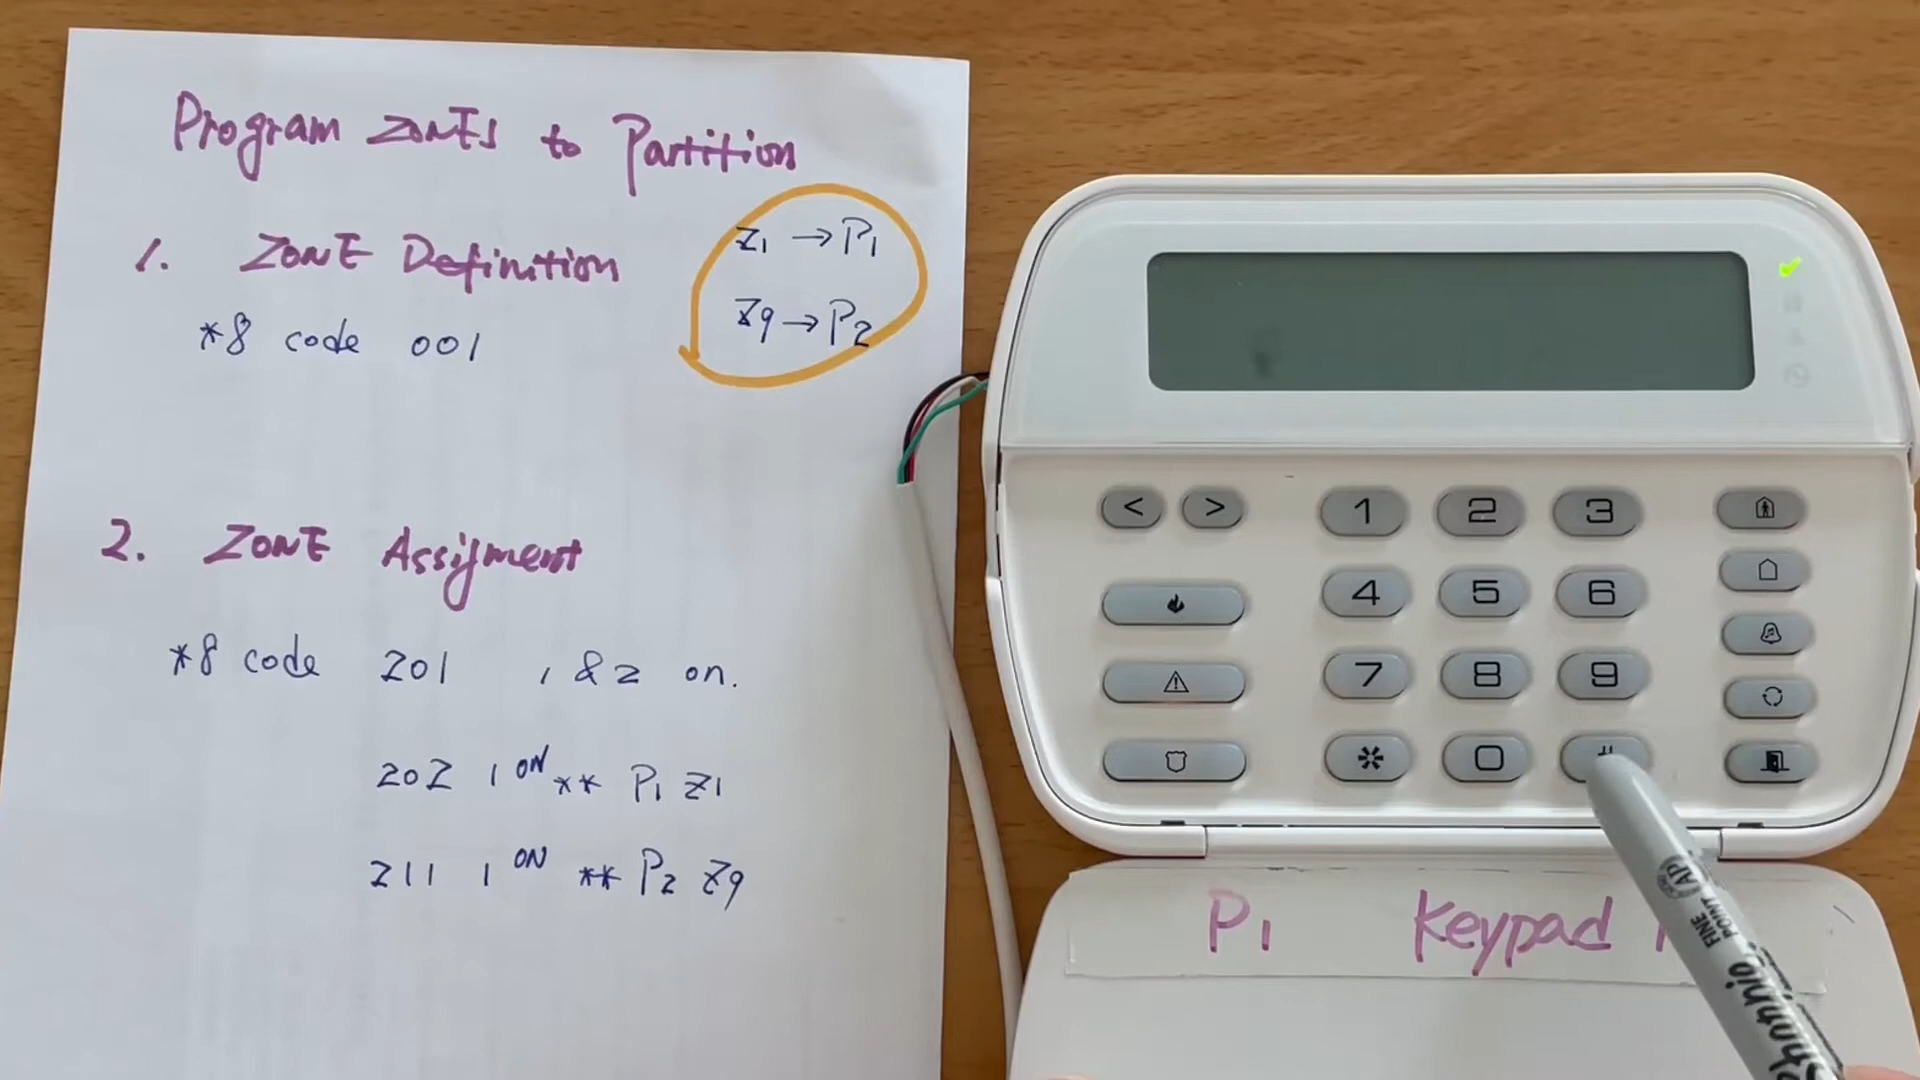 Program ZONES to Partition
1. ZONE Definition
Z1 → P1
*8 code 001
Z9 → P2
2. ZONE Assigment
*8 code 201 1 & 2 on.
202 1 ON ** P1 Z1
211 1 ON ** P2 Z9
< > 1 2 3
4 5 6
7 8 9
* 0 #
P1 Keypad
FINE POINT
AP